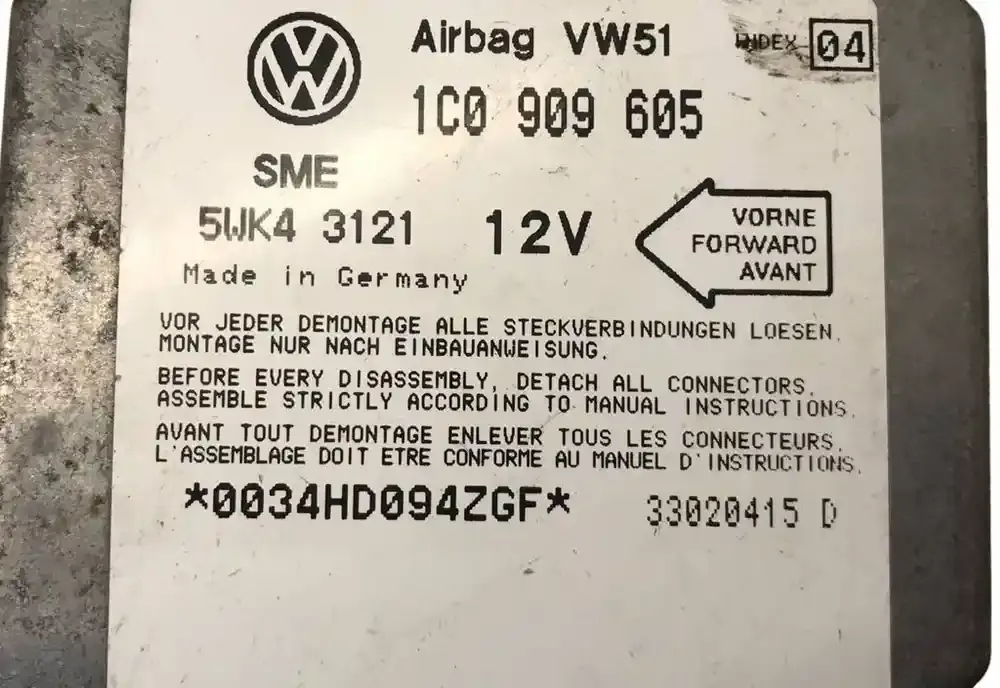 Airbag VW51 INDEX 04
1C0 909 605
SME
5WK4 3121 12V
VORNE
FORWARD
AVANT
Made in Germany
VOR JEDER DEMONTAGE ALLE STECKVERBINDUNGEN LOESEN.
MONTAGE NUR NACH EINBAUANWEISUNG.
BEFORE EVERY DISASSEMBLY, DETACH ALL CONNECTORS.
ASSEMBLE STRICTLY ACCORDING TO MANUAL INSTRUCTIONS.
AVANT TOUT DEMONTAGE ENLEVER TOUS LES CONNECTEURS.
L'ASSEMBLAGE DOIT ETRE CONFORME AU MANUEL D'INSTRUCTIONS.
*0034HD094ZGF* 33020415 D